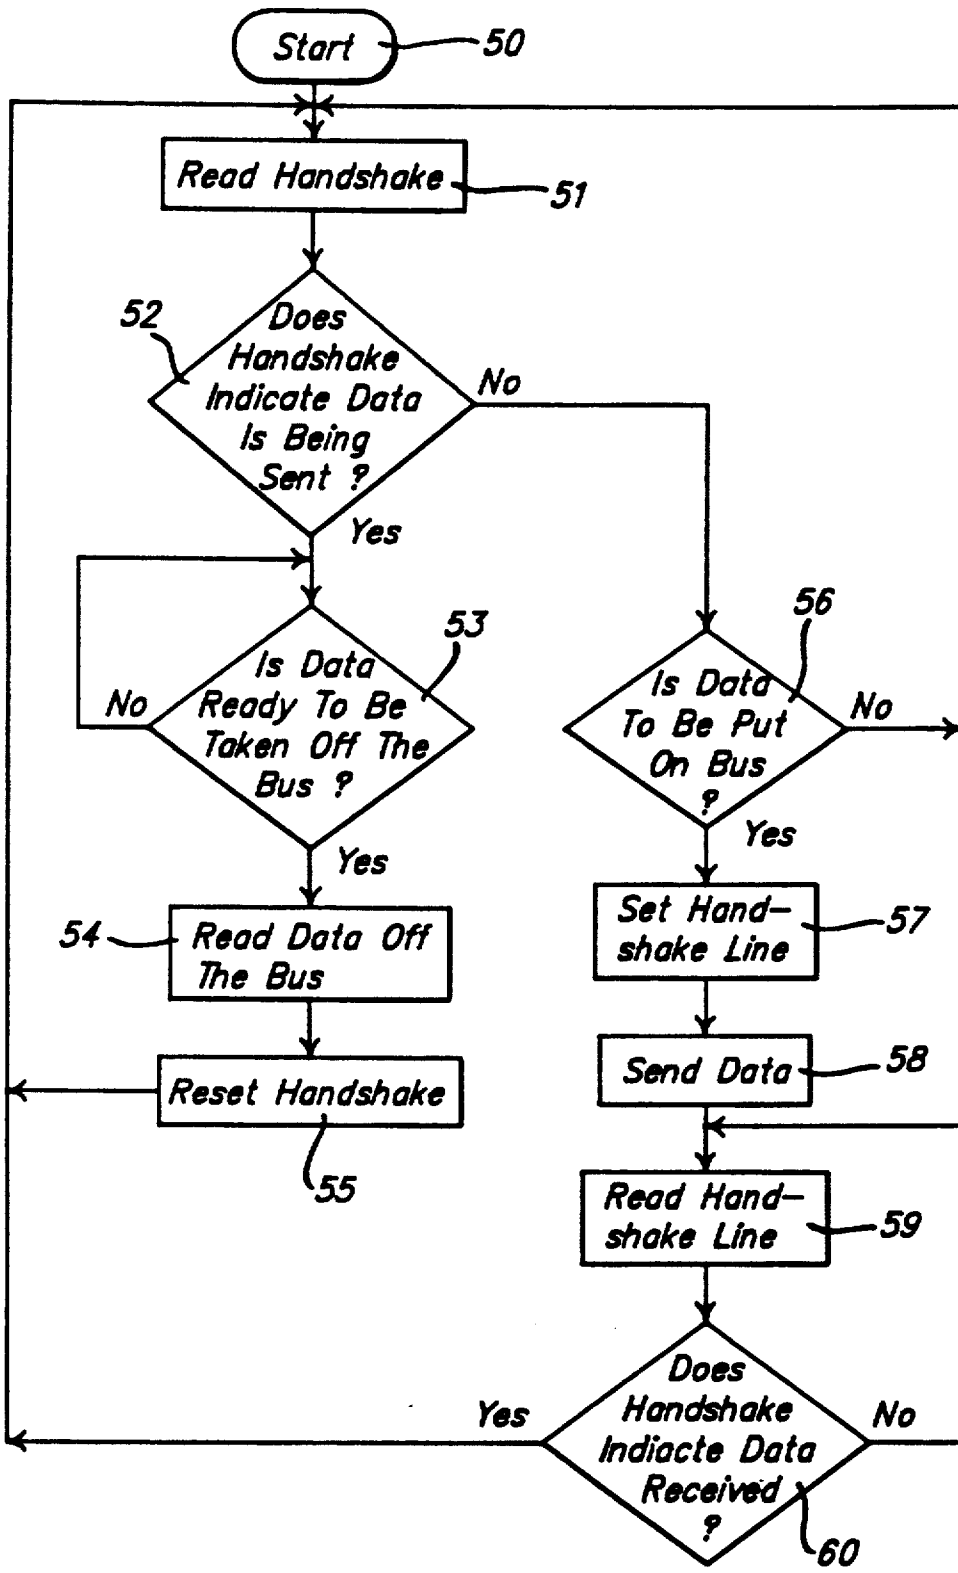 Start
50
Read Handshake
51
52
Does
Handshake
Indicate Data
Is Being
Sent ?
No
Yes
53
Is Data
Ready To Be
Taken Off The
Bus ?
No
Yes
56
Is Data
To Be Put
On Bus
?
No
Yes
54
Read Data Off
The Bus
Set Hand-
shake Line
57
Reset Handshake
55
Send Data
58
Read Hand-
shake Line
59
Does
Handshake
Indiacte Data
Received
?
Yes
No
60